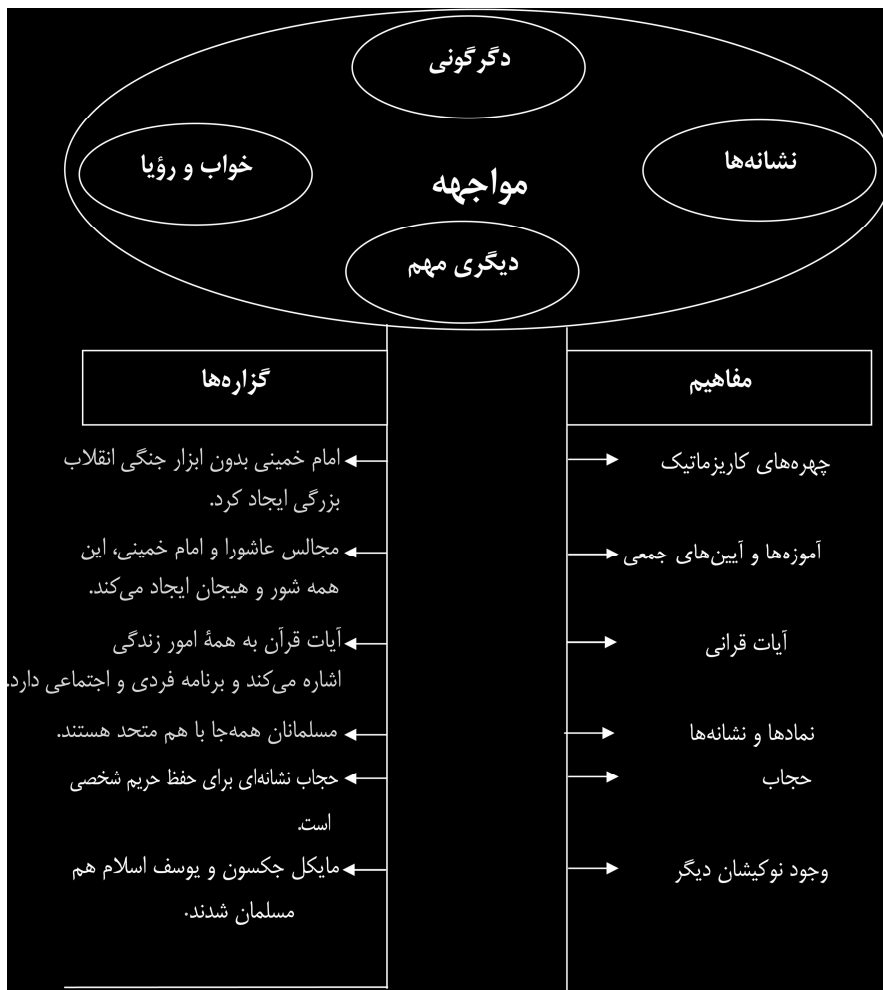 دگرگونی
نشانه‌ها
خواب و رؤیا
مواجهه
دیگری مهم
مفاهیم
گزاره‌ها
چهره‌های کاریزماتیک
امام خمینی بدون ابزار جنگی انقلاب
بزرگی ایجاد کرد.
آموزه‌ها و آیین‌های جمعی
مجالس عاشورا و امام خمینی، این
همه شور و هیجان ایجاد می‌کند.
آیات قرانی
آیات قرآن به همۀ امور زندگی
اشاره می‌کند و برنامه فردی و اجتماعی دارد.
نمادها و نشانه‌ها
مسلمانان همه‌جا با هم متحد هستند.
حجاب
حجاب نشانه‌ای برای حفظ حریم شخصی
است.
وجود نوکیشان دیگر
مایکل جکسون و یوسف اسلام هم
مسلمان شدند.